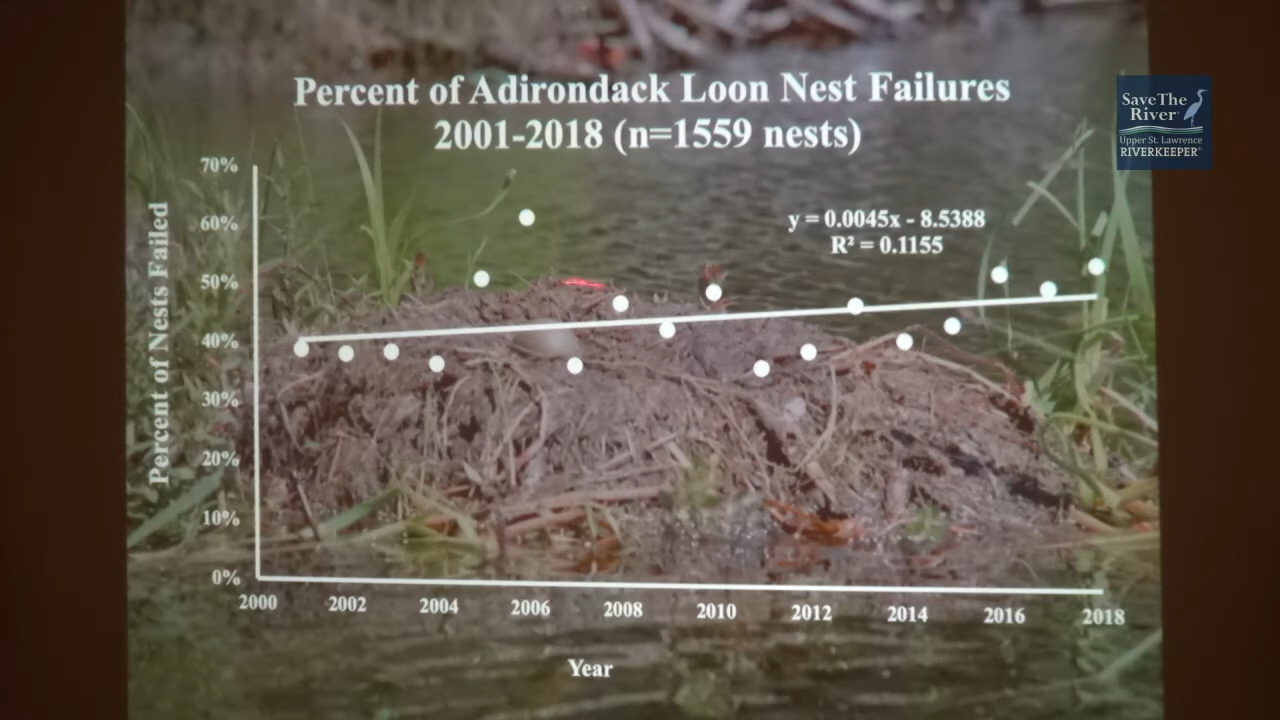 Percent of Adirondack Loon Nest Failures
2001-2018 (n=1559 nests)
Save The
River
Upper St. Lawrence
RIVERKEEPER®
70%
60%
50%
40%
30%
20%
10%
0%
Percent of Nests Failed
y = 0.0045x - 8.5388
R² = 0.1155
2000 2002 2004 2006 2008 2010 2012 2014 2016 2018
Year